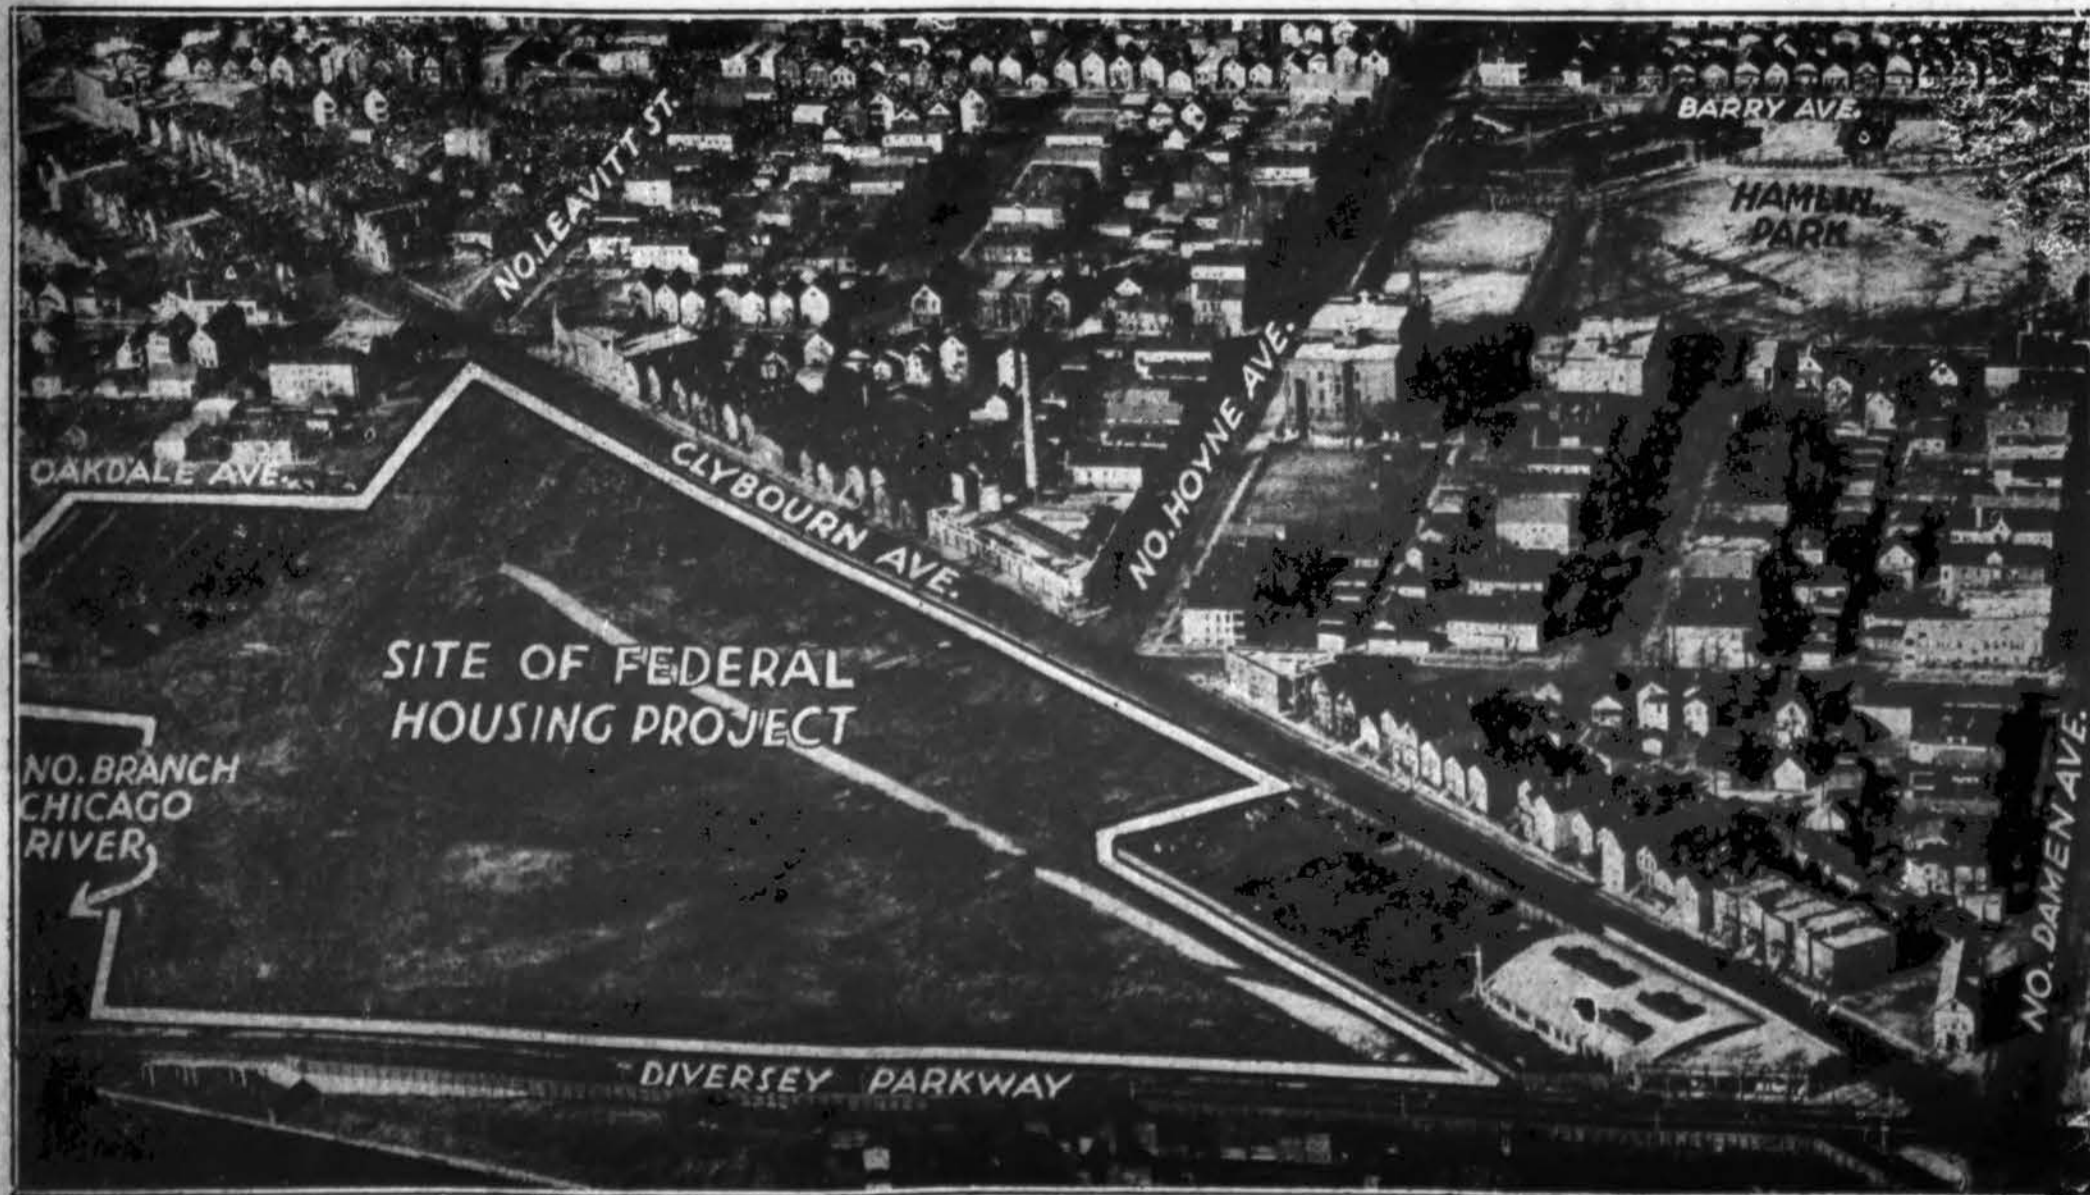 BARRY AVE.
NO. LEAVITT ST.
HAMLIN
PARK
OAKDALE AVE.
CLYBOURN AVE.
NO. HOYNE AVE.
SITE OF FEDERAL
HOUSING PROJECT
NO. BRANCH
CHICAGO
RIVER
NO. DAMEN AVE.
DIVERSEY PARKWAY